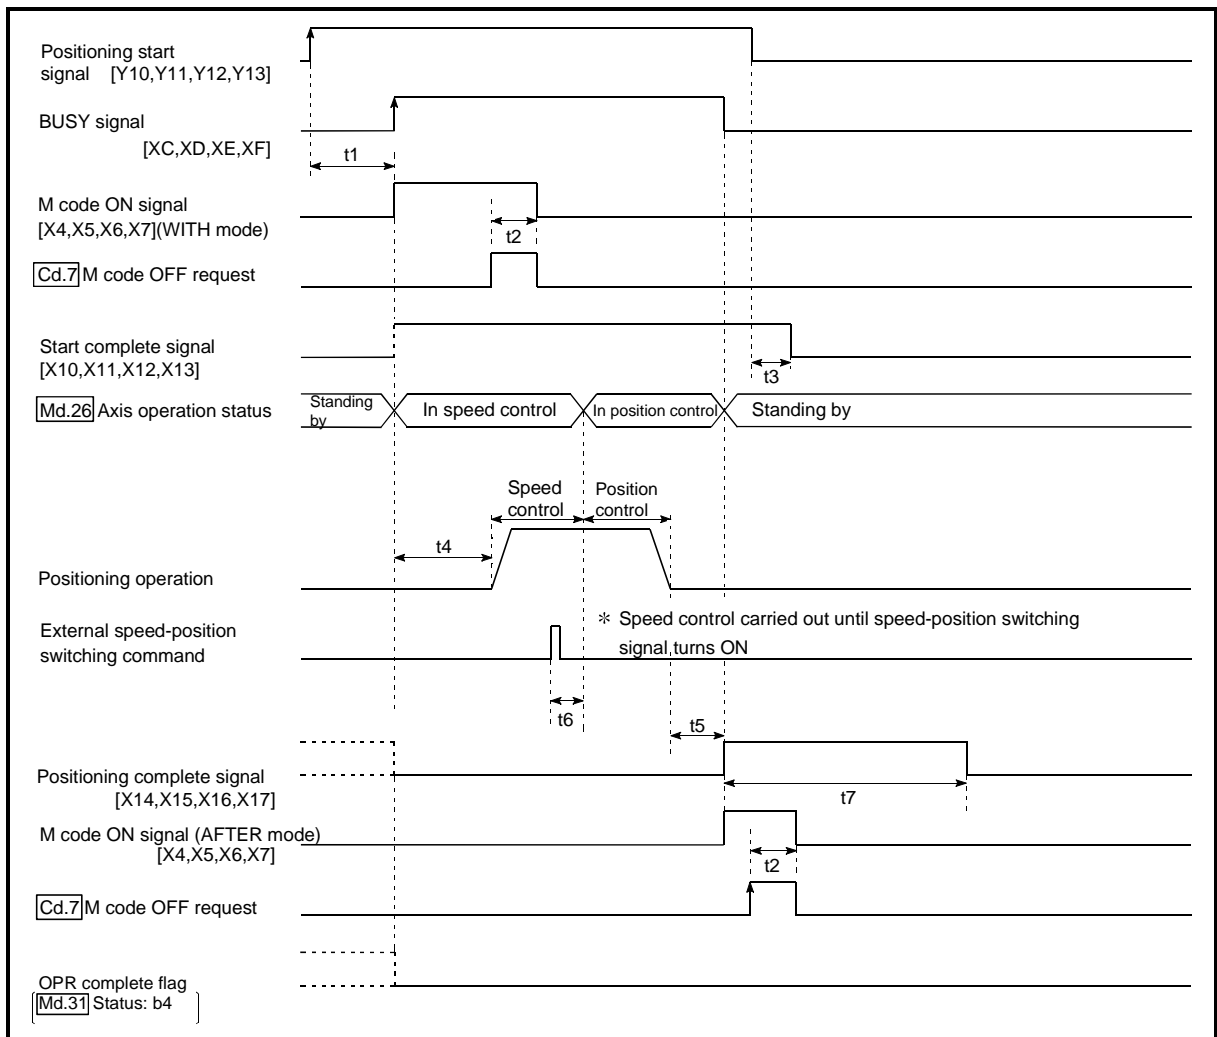 Positioning start
signal [Y10,Y11,Y12,Y13]
BUSY signal
[XC,XD,XE,XF]
t1
M code ON signal
[X4,X5,X6,X7](WITH mode)
t2
Cd.7 M code OFF request
Start complete signal
[X10,X11,X12,X13]
t3
Md.26 Axis operation status
Standing
by
In speed control
In position control
Standing by
Speed
control
Position
control
t4
Positioning operation
External speed-position
switching command
* Speed control carried out until speed-position switching
signal turns ON
t6
t5
Positioning complete signal
[X14,X15,X16,X17]
t7
M code ON signal (AFTER mode)
[X4,X5,X6,X7]
t2
Cd.7 M code OFF request
OPR complete flag
Md.31 Status: b4